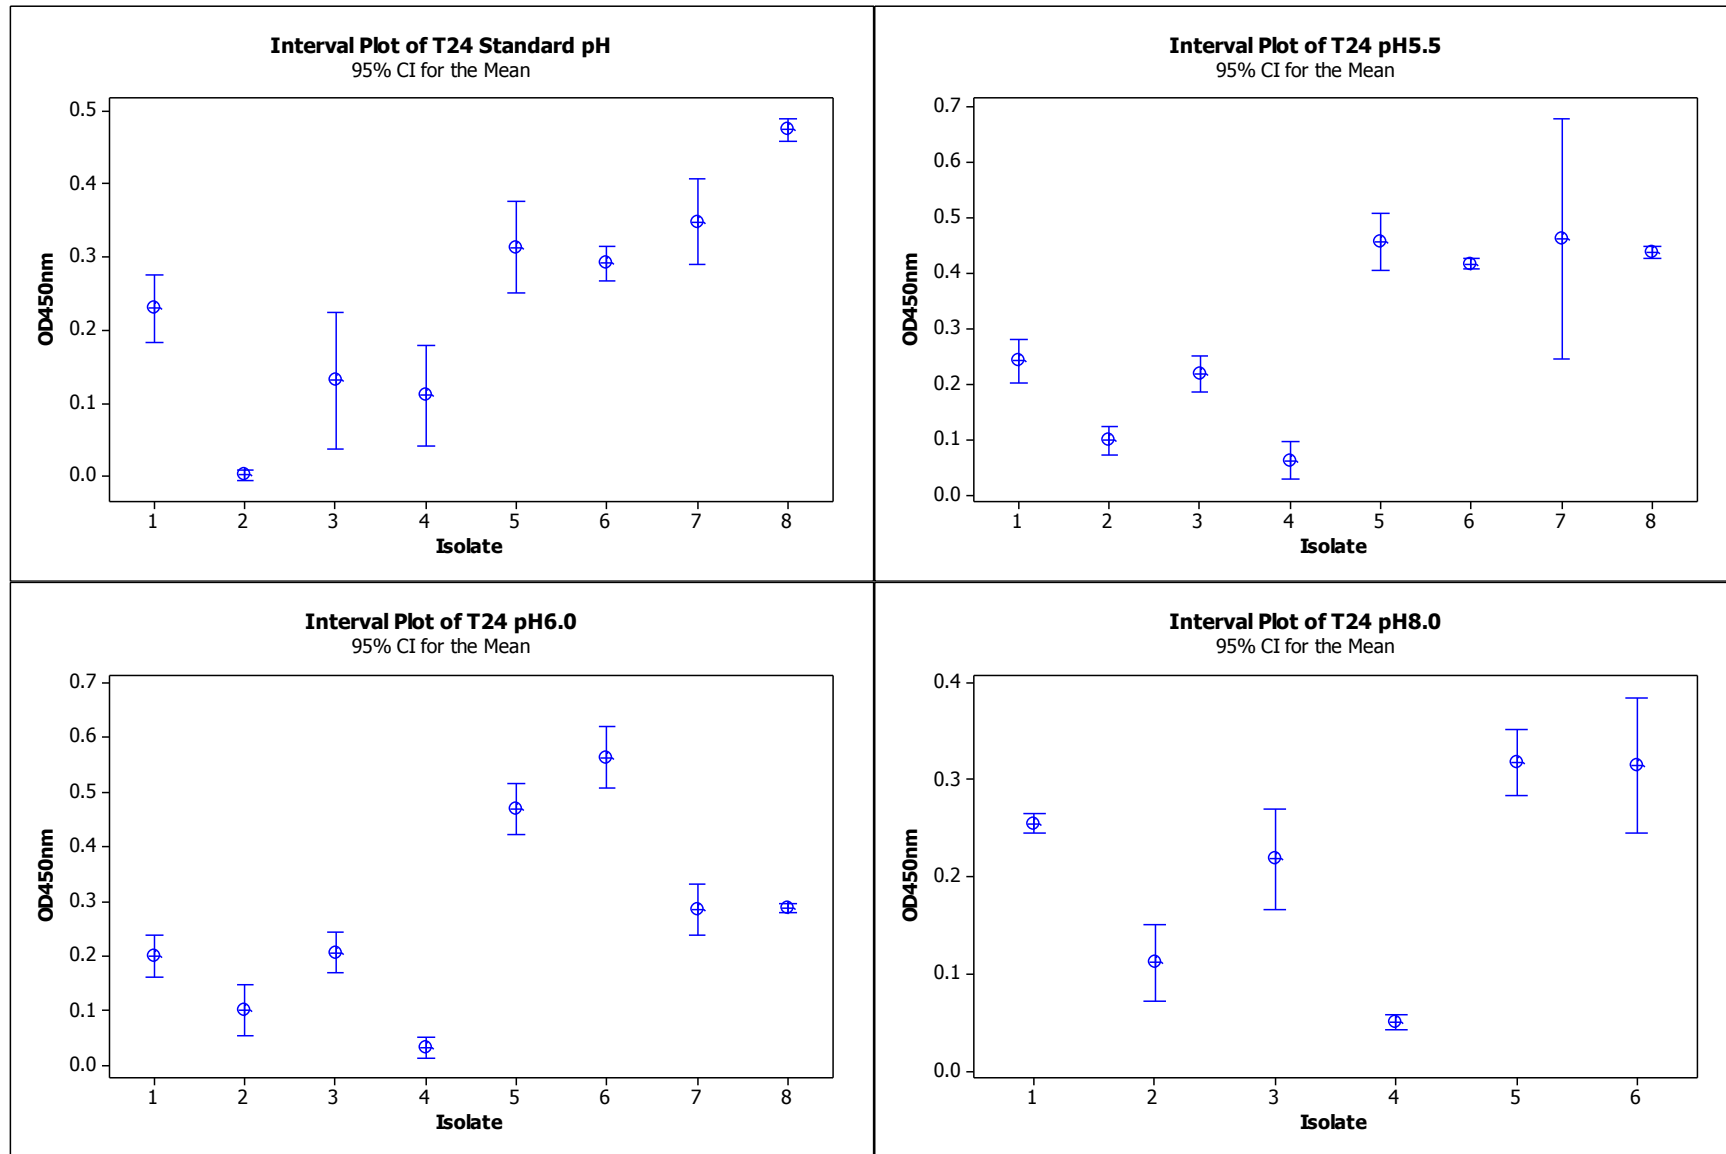 Interval Plot of T24 Standard pH
95% CI for the Mean
0.5
0.4
0.3
0.2
0.1
0.0
OD450nm
1 2 3 4 5 6 7 8
Isolate
Interval Plot of T24 pH5.5
95% CI for the Mean
0.7
0.6
0.5
0.4
0.3
0.2
0.1
0.0
OD450nm
1 2 3 4 5 6 7 8
Isolate
Interval Plot of T24 pH6.0
95% CI for the Mean
0.7
0.6
0.5
0.4
0.3
0.2
0.1
0.0
OD450nm
1 2 3 4 5 6 7 8
Isolate
Interval Plot of T24 pH8.0
95% CI for the Mean
0.4
0.3
0.2
0.1
0.0
OD450nm
1 2 3 4 5 6
Isolate